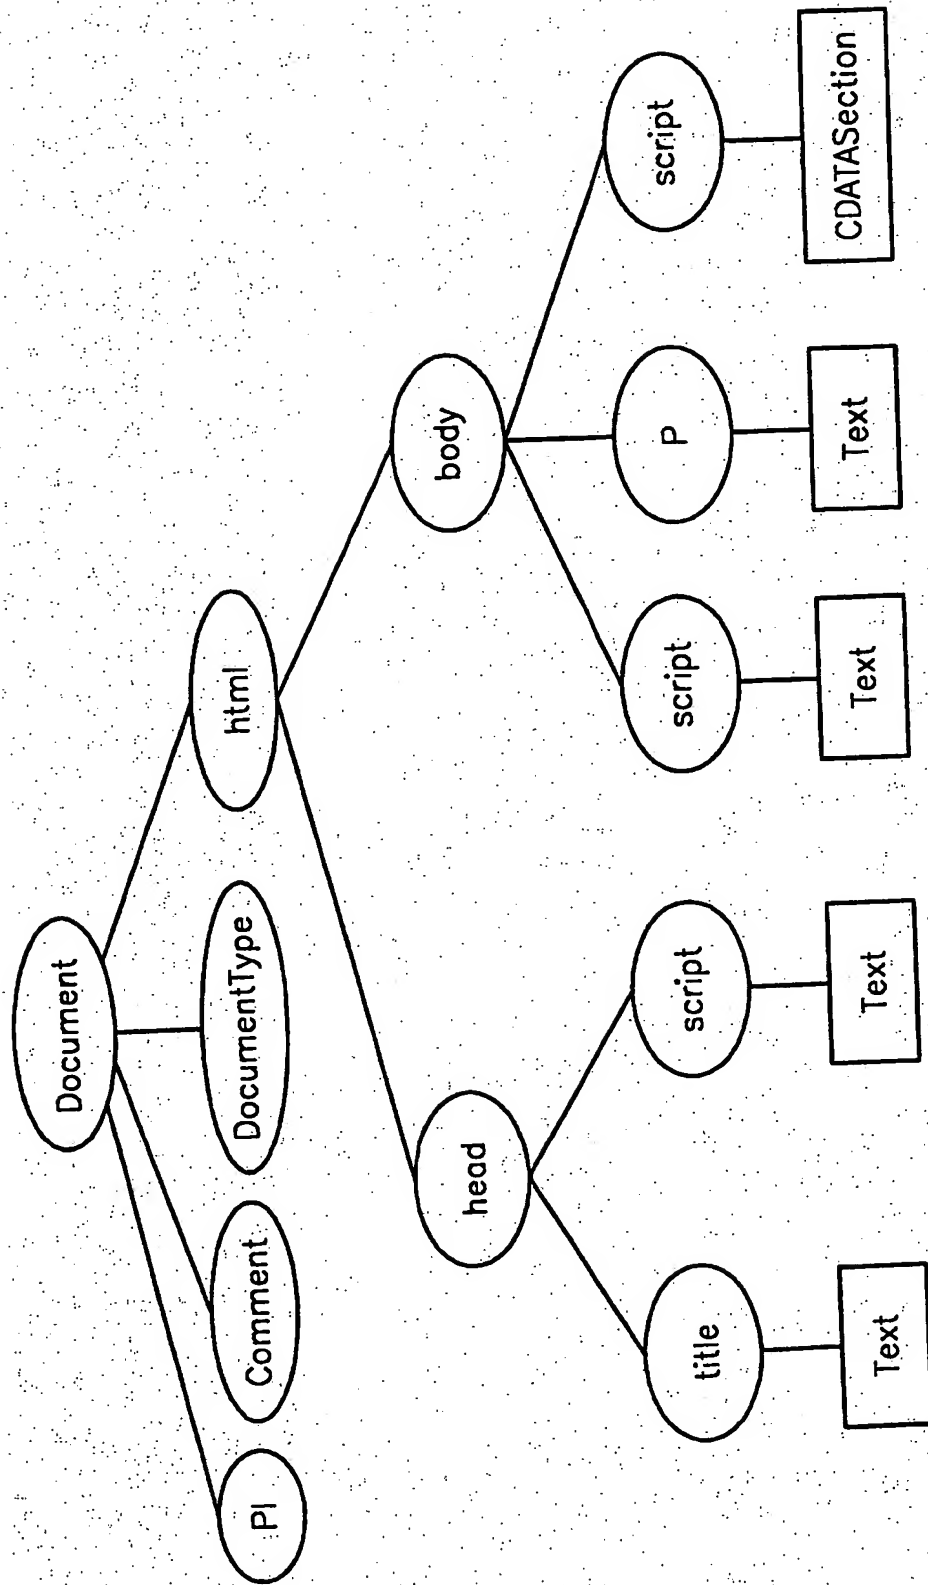 Document
PI
Comment
DocumentType
html
head
body
title
script
script
P
script
Text
Text
Text
Text
CDATASection